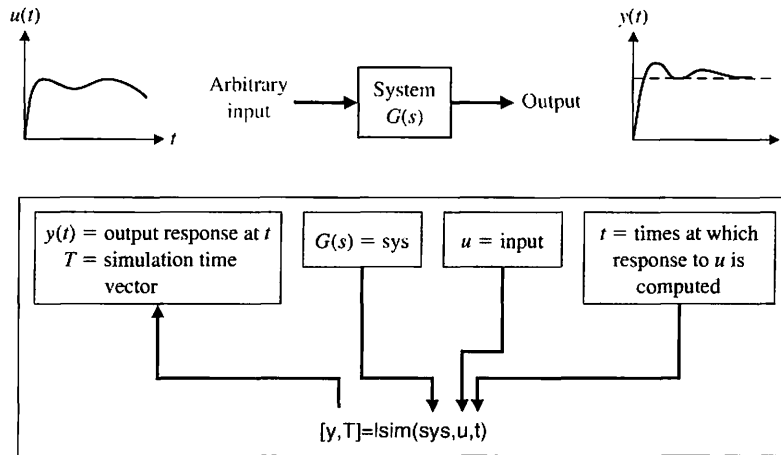 u(t)
t
Arbitrary
input
System
G(s)
Output
y(t)
y(t) = output response at t
T = simulation time
vector
G(s) = sys
u = input
t = times at which
response to u is
computed
[y,T]=lsim(sys,u,t)